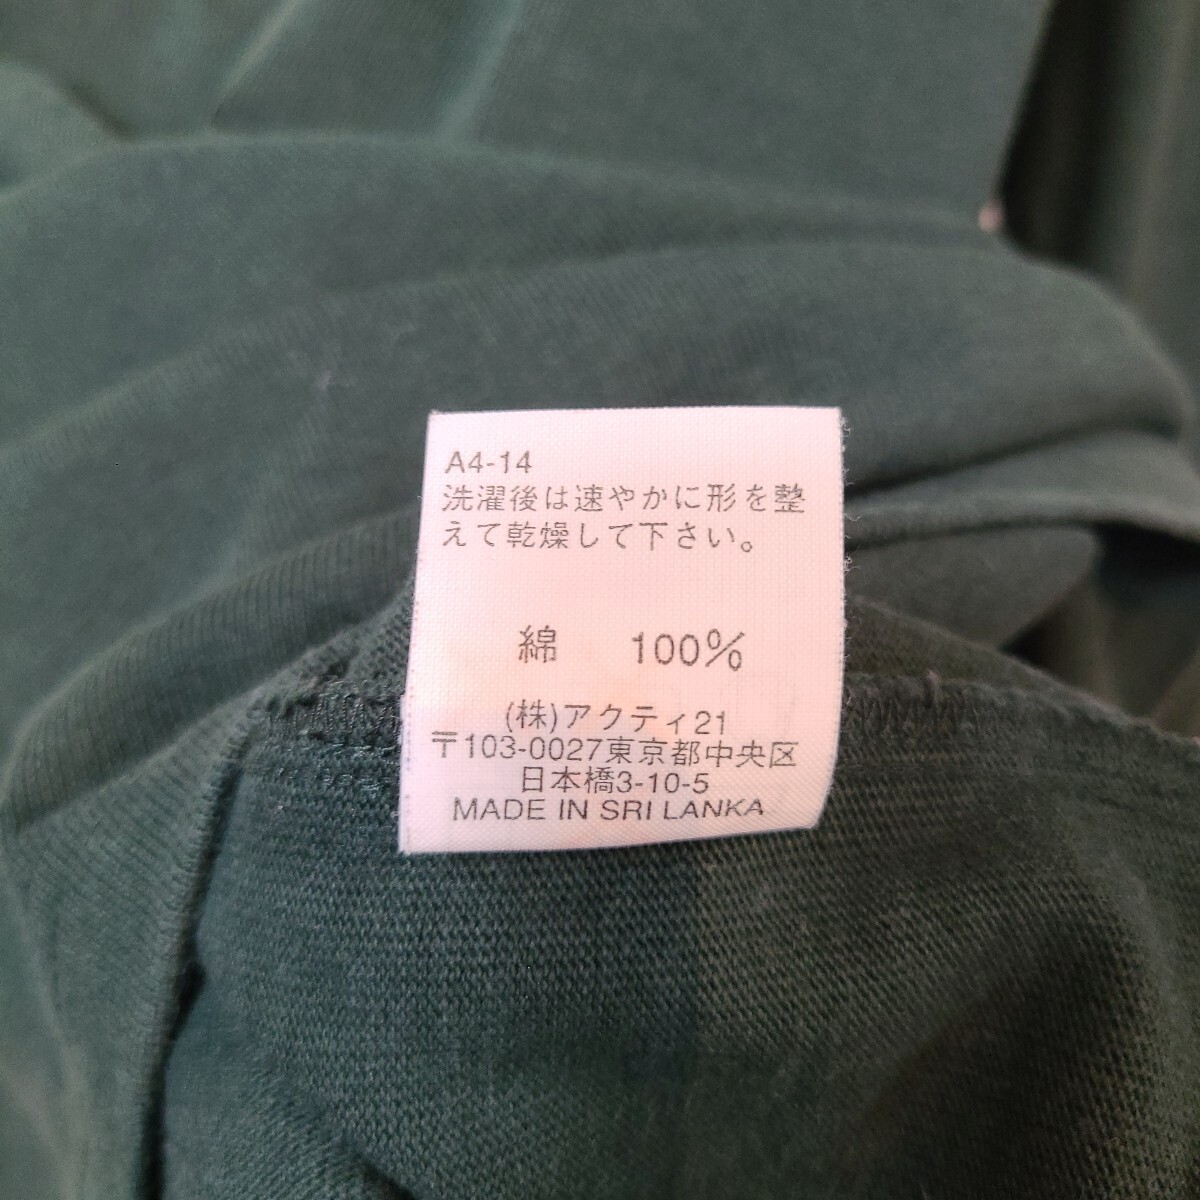 A4-14
洗濯後は速やかに形を整
えて乾燥して下さい。
綿 100%
(株)アクティ21
〒103-0027東京都中央区
日本橋3-10-5
MADE IN SRI LANKA